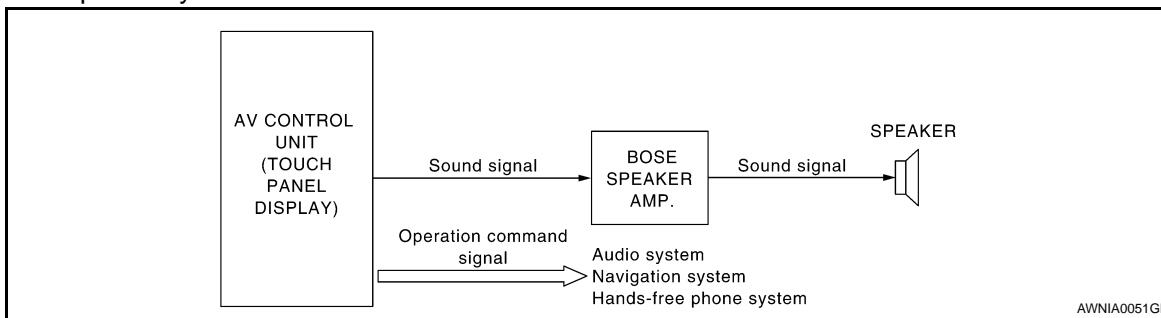 AV CONTROL
UNIT
(TOUCH
PANEL
DISPLAY)
Sound signal
BOSE
SPEAKER
AMP.
Sound signal
SPEAKER
Operation command
signal
Audio system
Navigation system
Hands-free phone system